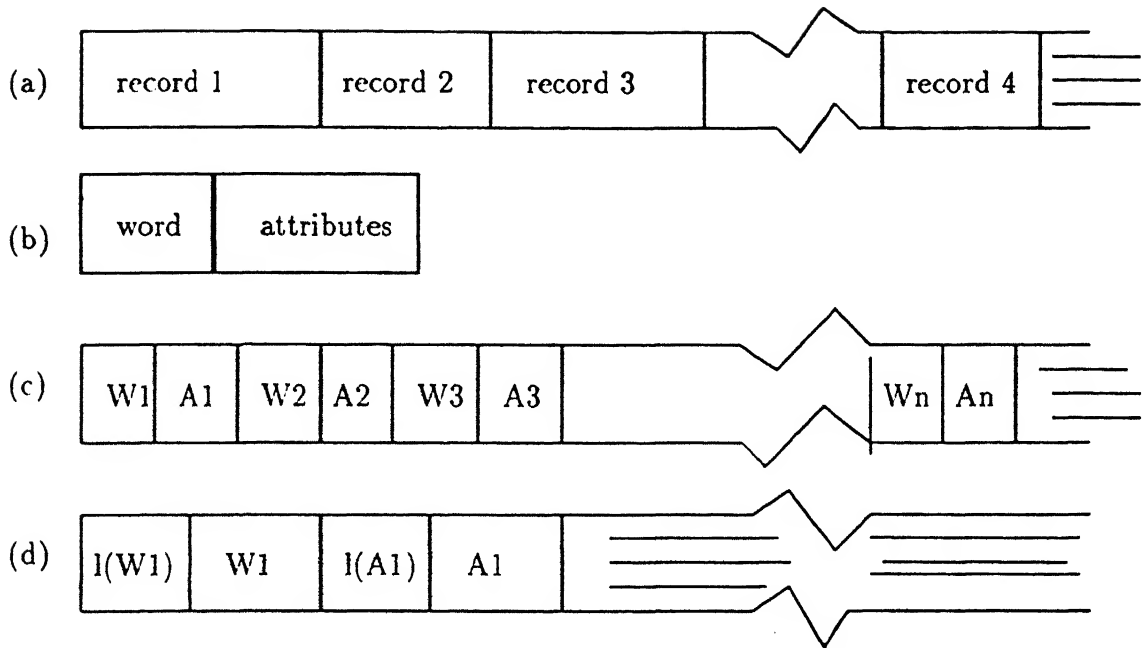 (a) record 1 record 2 record 3 record 4
(b) word attributes
(c) W1 A1 W2 A2 W3 A3 Wn An
(d) l(W1) W1 l(A1) A1